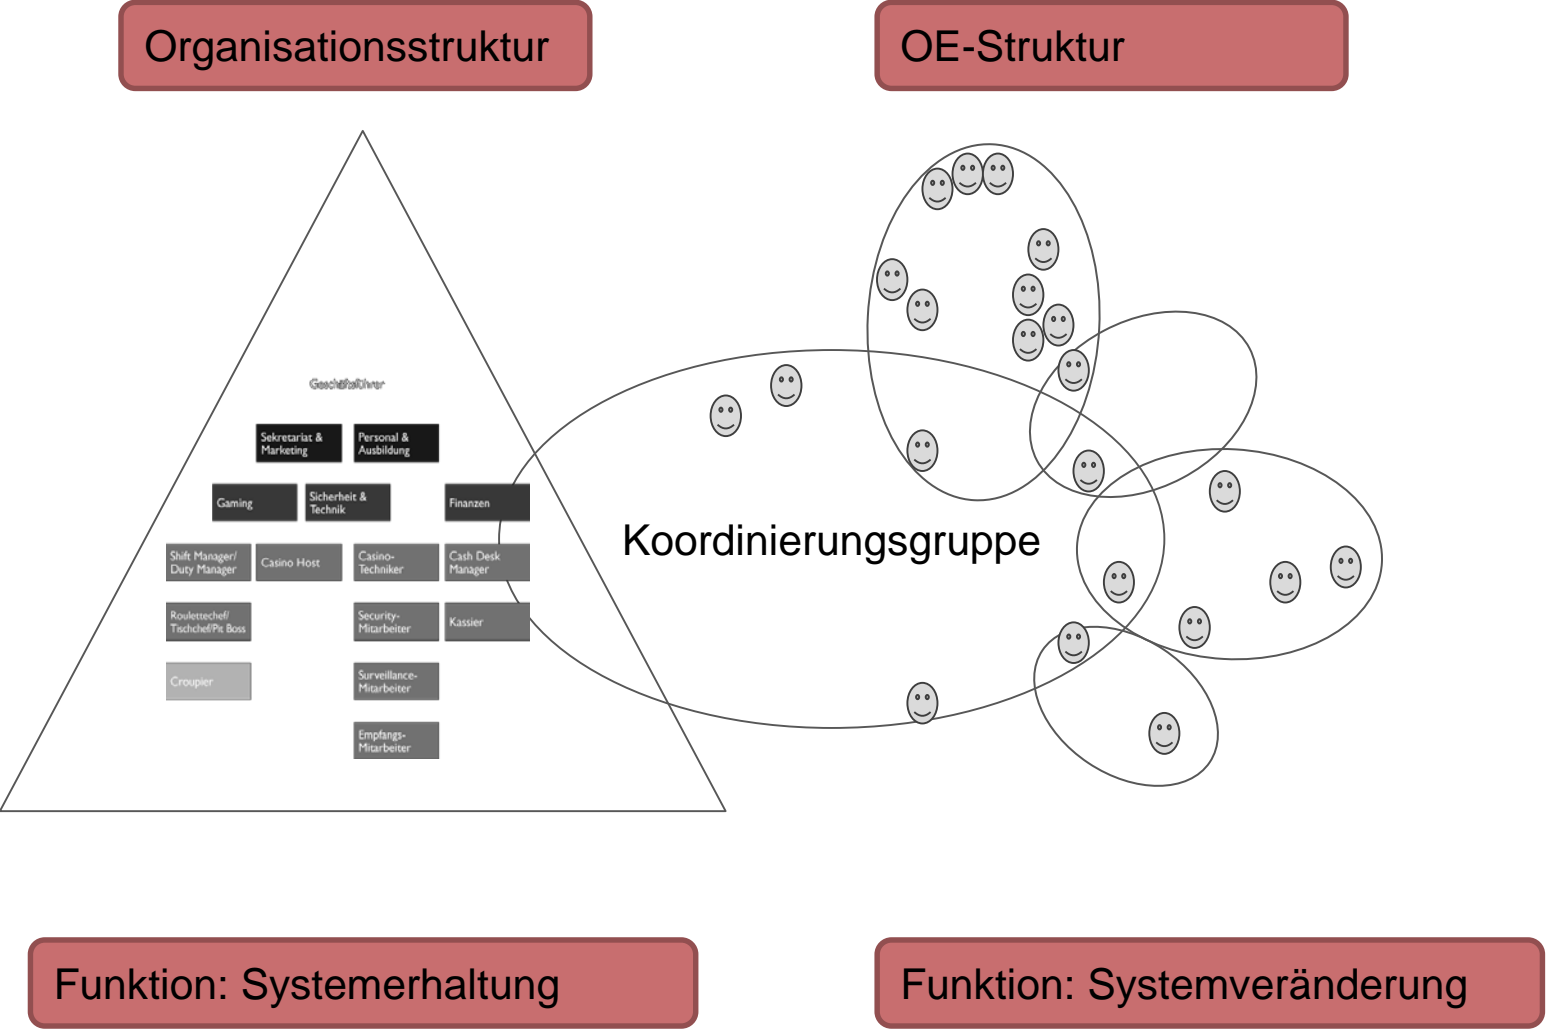 Organisationsstruktur
OE-Struktur
Geschäftsführer
Sekretariat &
Marketing
Personal &
Ausbildung
Gaming
Sicherheit &
Technik
Finanzen
Shift Manager/
Duty Manager
Casino Host
Casino-
Techniker
Cash Desk
Manager
Roulettechef/
Tischchef/Pit Boss
Security-
Mitarbeiter
Kassier
Croupier
Surveillance-
Mitarbeiter
Empfangs-
Mitarbeiter
Koordinierungsgruppe
Funktion: Systemerhaltung
Funktion: Systemveränderung